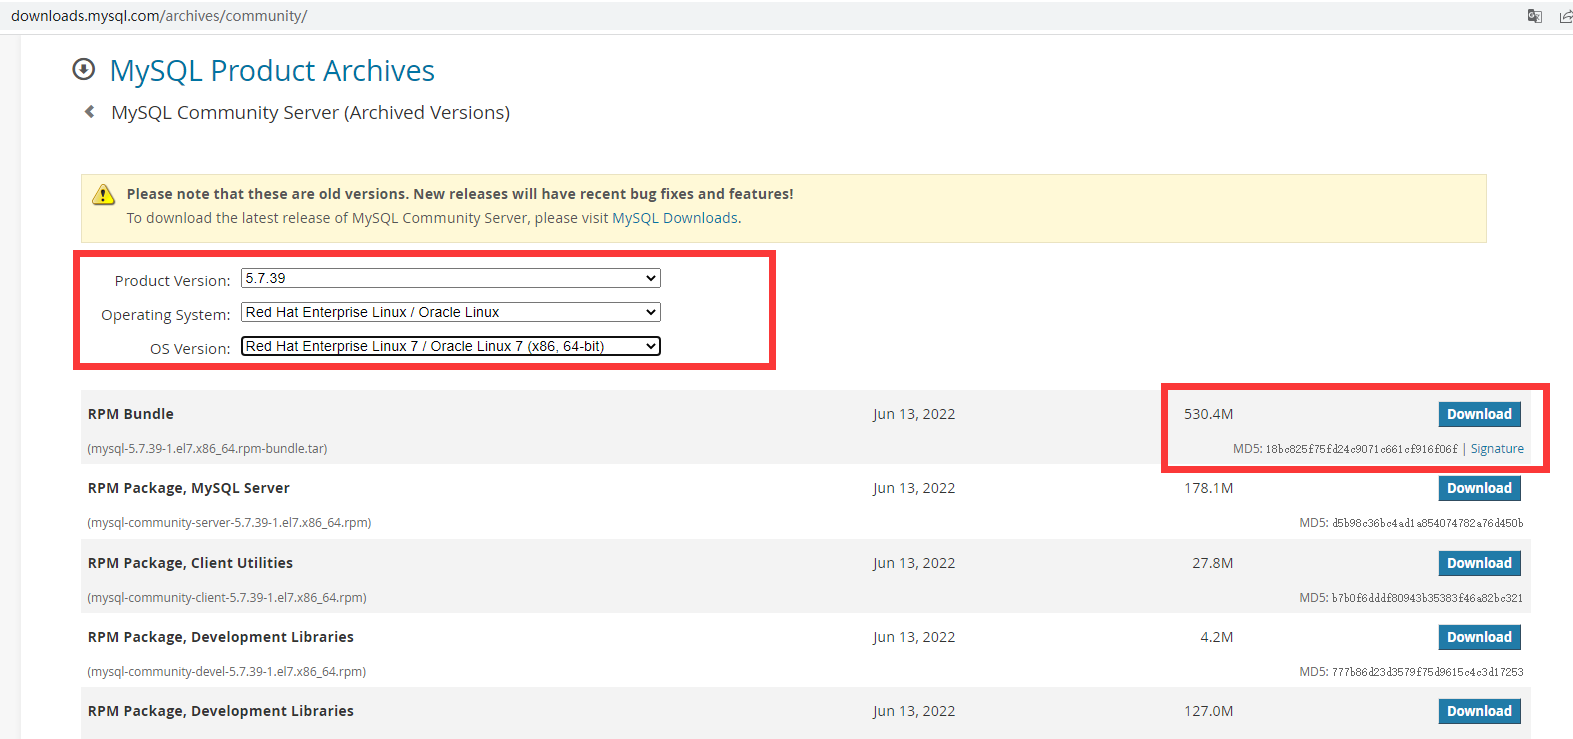 downloads.mysql.com/archives/community/
MySQL Product Archives
MySQL Community Server (Archived Versions)
Please note that these are old versions. New releases will have recent bug fixes and features!
To download the latest release of MySQL Community Server, please visit MySQL Downloads.
Product Version: 5.7.39
Operating System: Red Hat Enterprise Linux / Oracle Linux
OS Version: Red Hat Enterprise Linux 7 / Oracle Linux 7 (x86, 64-bit)
RPM Bundle Jun 13, 2022 530.4M Download
(mysql-5.7.39-1.el7.x86_64.rpm-bundle.tar) MD5: 18bc825f75fd24c9071c661cf916f06f | Signature
RPM Package, MySQL Server Jun 13, 2022 178.1M Download
(mysql-community-server-5.7.39-1.el7.x86_64.rpm) MD5: d5b98c36bc4ad1a854074782a76d450b
RPM Package, Client Utilities Jun 13, 2022 27.8M Download
(mysql-community-client-5.7.39-1.el7.x86_64.rpm) MD5: b7b0f6dddf80943b35383f46a82bc321
RPM Package, Development Libraries Jun 13, 2022 4.2M Download
(mysql-community-devel-5.7.39-1.el7.x86_64.rpm) MD5: 777b86d23d3579f75d9615c4c3d17253
RPM Package, Development Libraries Jun 13, 2022 127.0M Download